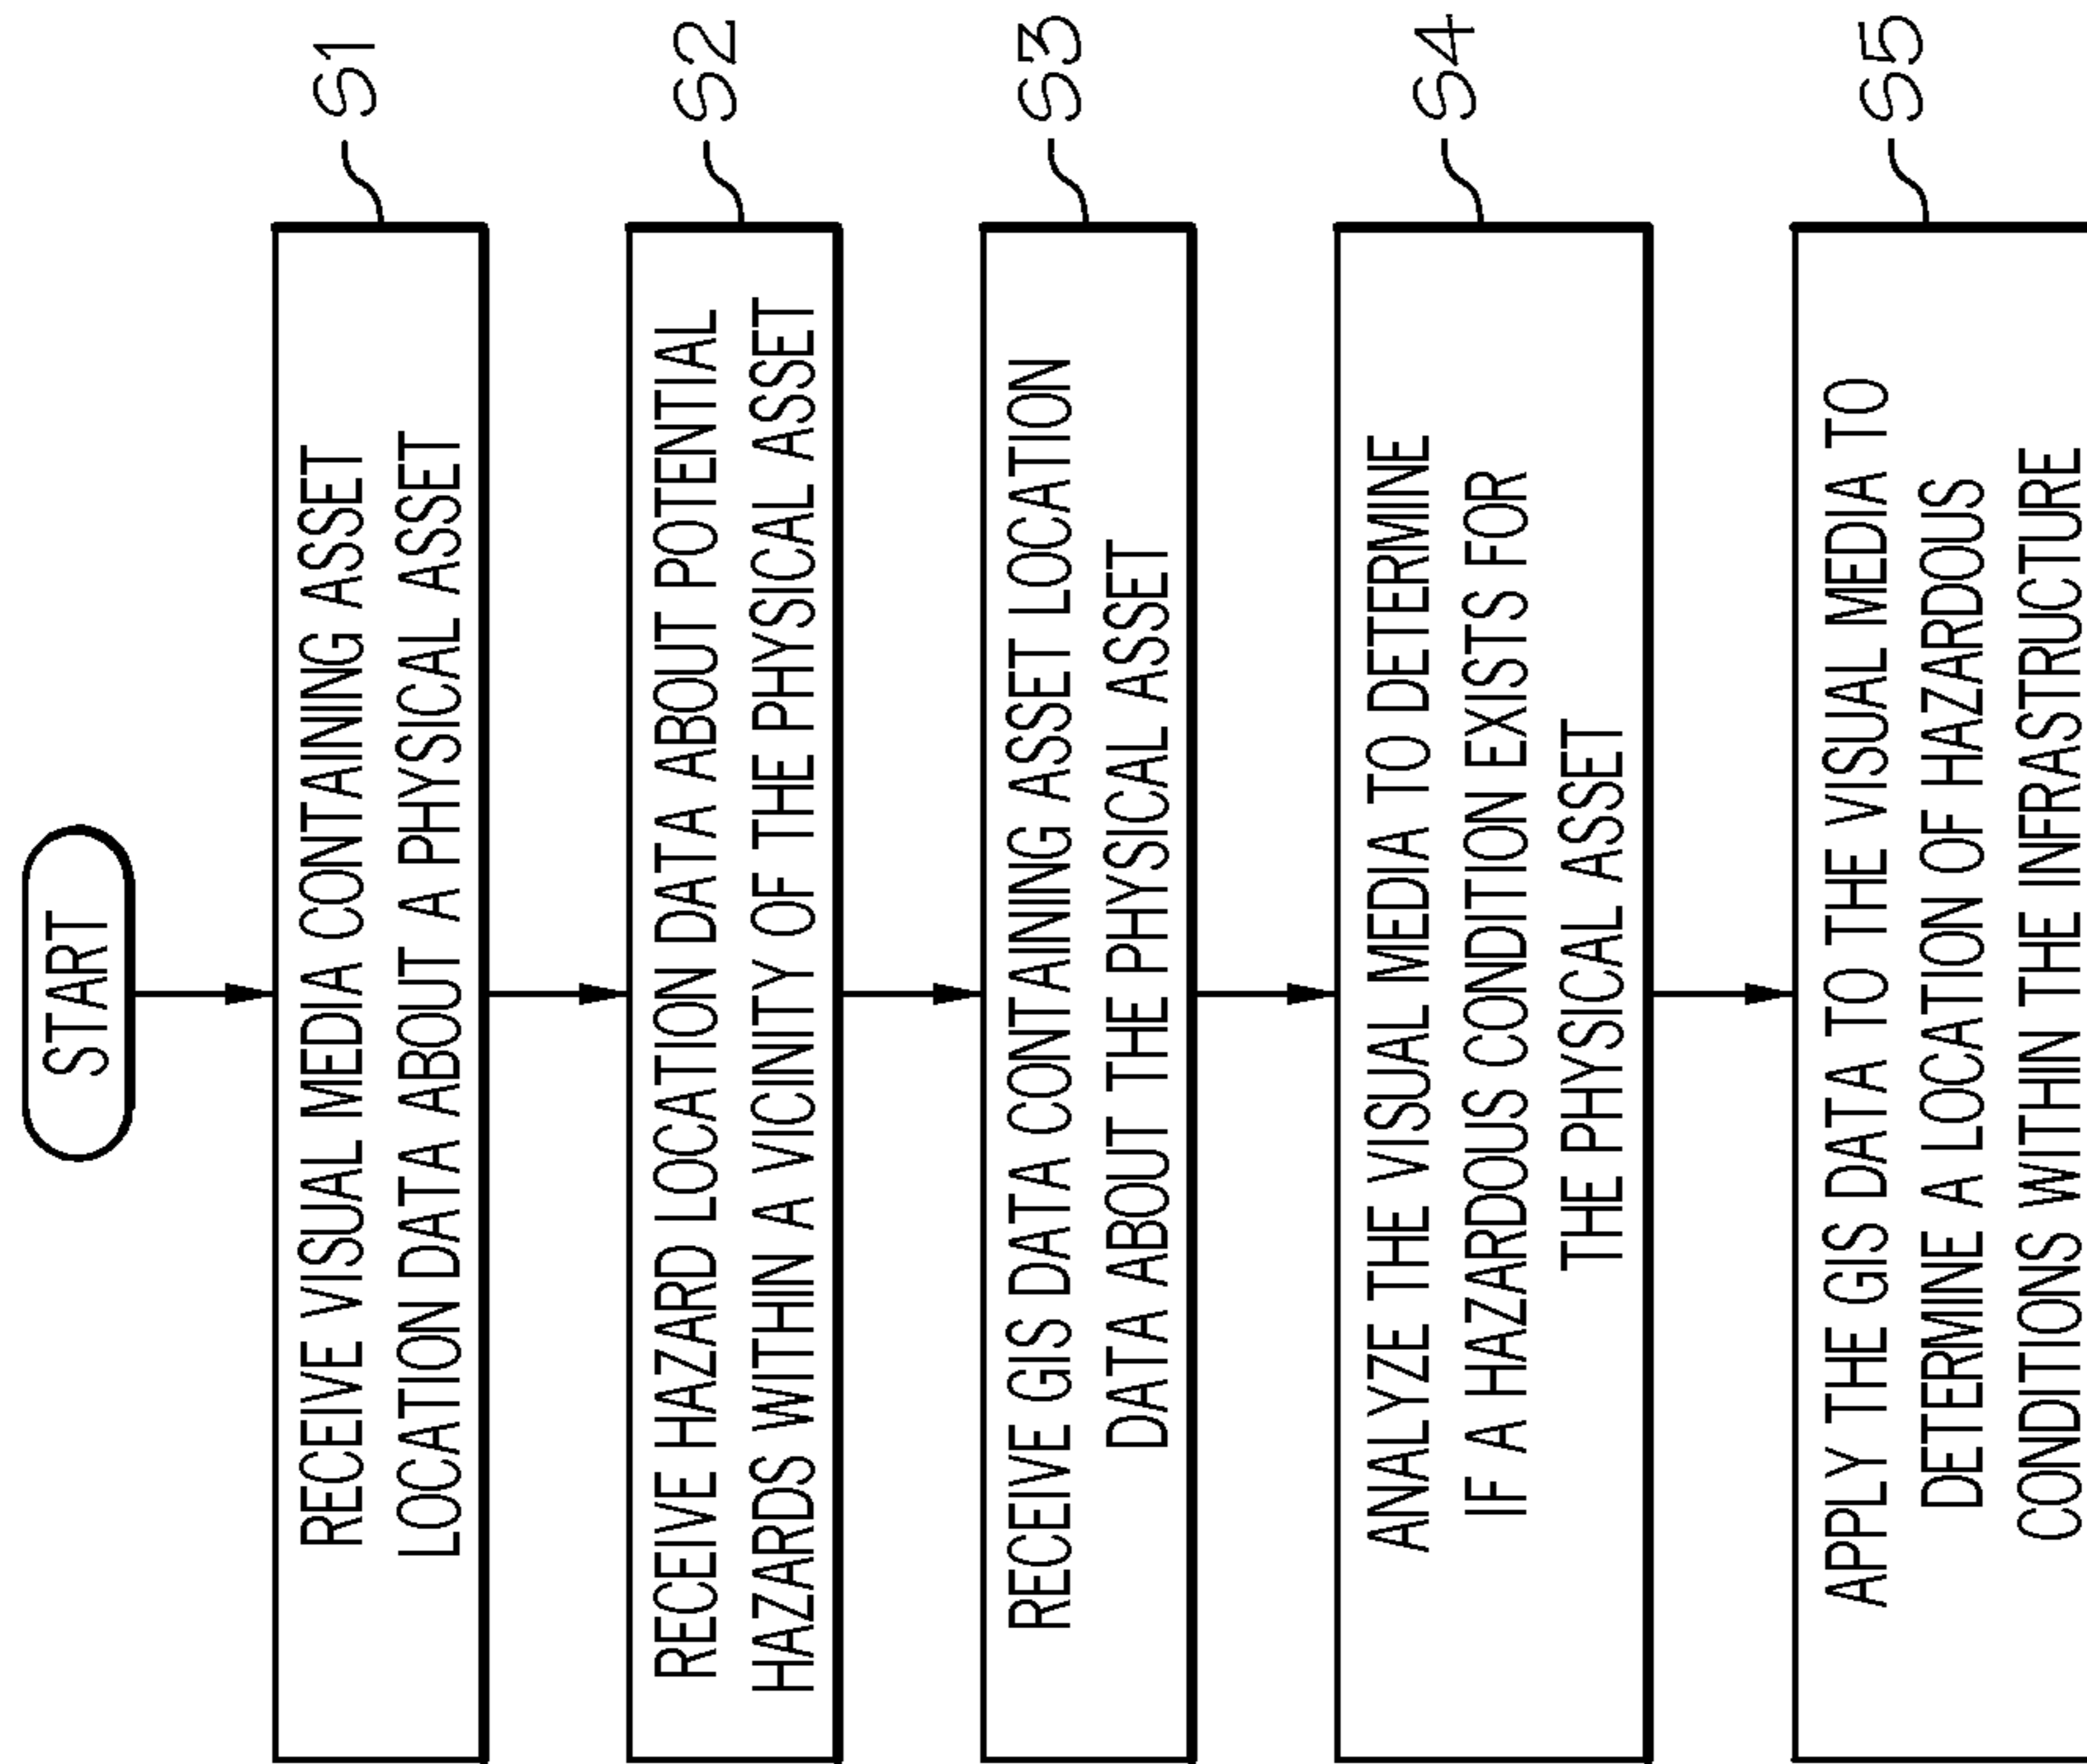 START
RECEIVE VISUAL MEDIA CONTAINING ASSET
LOCATION DATA ABOUT A PHYSICAL ASSET
S1
RECEIVE HAZARD LOCATION DATA ABOUT POTENTIAL
HAZARDS WITHIN A VICINITY OF THE PHYSICAL ASSET
S2
RECEIVE GIS DATA CONTAINING ASSET LOCATION
DATA ABOUT THE PHYSICAL ASSET
S3
ANALYZE THE VISUAL MEDIA TO DETERMINE
IF A HAZARDOUS CONDITION EXISTS FOR
THE PHYSICAL ASSET
S4
APPLY THE GIS DATA TO THE VISUAL MEDIA TO
DETERMINE A LOCATION OF HAZARDOUS
CONDITIONS WITHIN THE INFRASTRUCTURE
S5